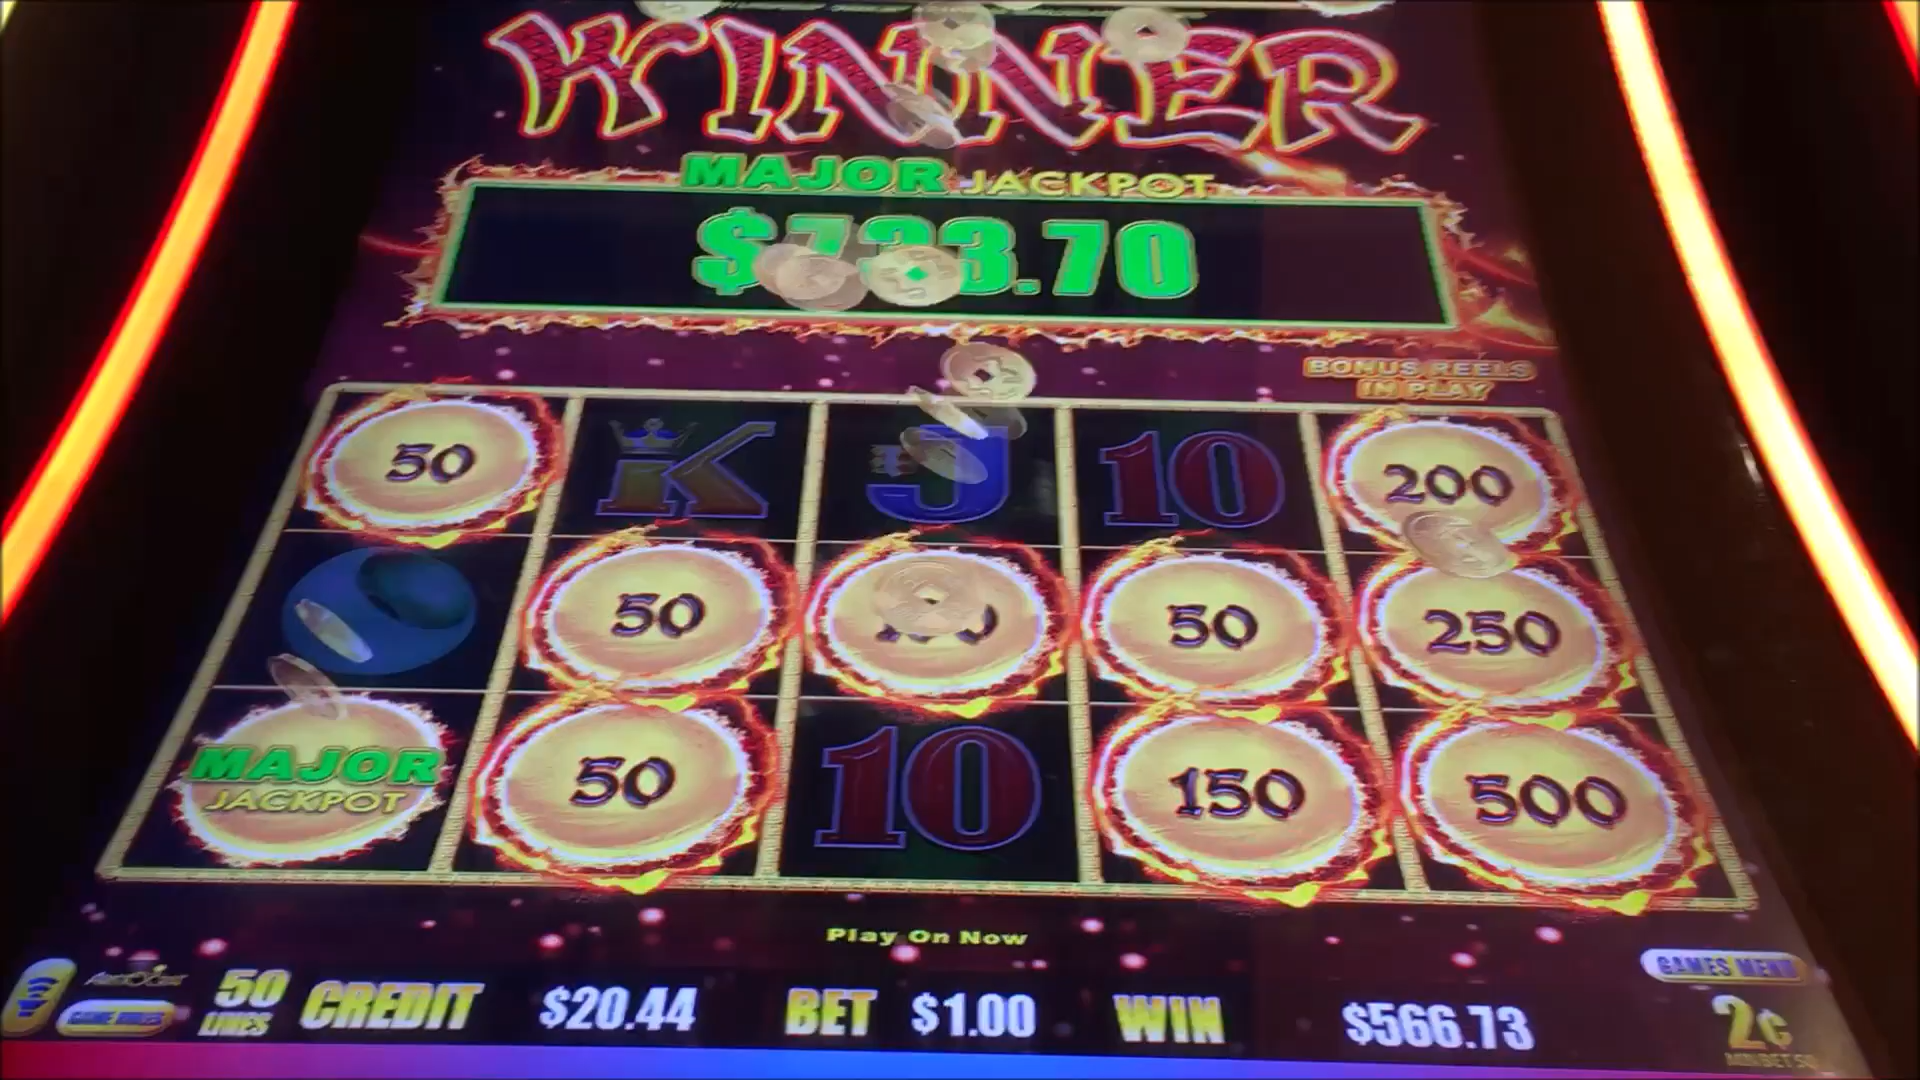 WINNER
MAJOR JACKPOT
$733.70
BONUS REELS
IN PLAY
50
K
J
10
200
50
50
250
MAJOR
JACKPOT
50
10
150
500
Play On Now
GAMES MENU
50
LINES
CREDIT
$20.44
BET
$1.00
WIN
$566.73
2¢